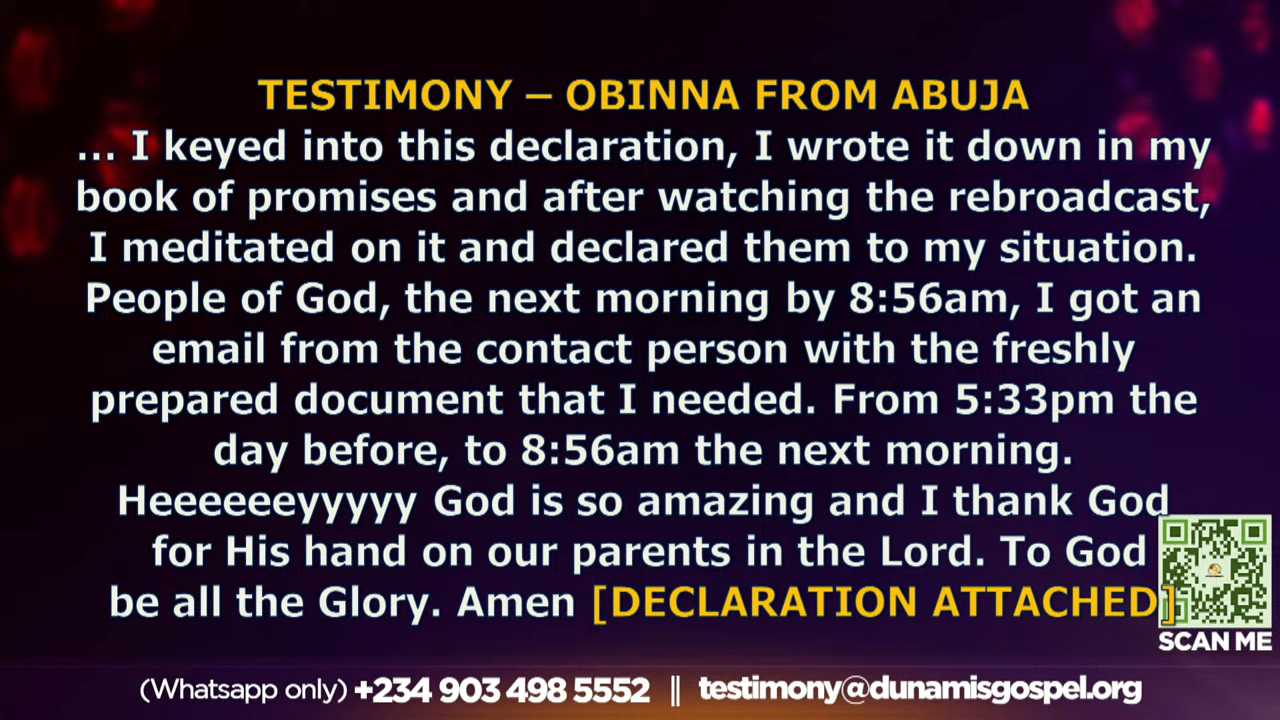 TESTIMONY – OBINNA FROM ABUJA
... I keyed into this declaration, I wrote it down in my
book of promises and after watching the rebroadcast,
I meditated on it and declared them to my situation.
People of God, the next morning by 8:56am, I got an
email from the contact person with the freshly
prepared document that I needed. From 5:33pm the
day before, to 8:56am the next morning.
Heeeeeeyyyyy God is so amazing and I thank God
for His hand on our parents in the Lord. To God
be all the Glory. Amen [DECLARATION ATTACHED]
SCAN ME
(Whatsapp only) +234 903 498 5552 || testimony@dunamisgospel.org